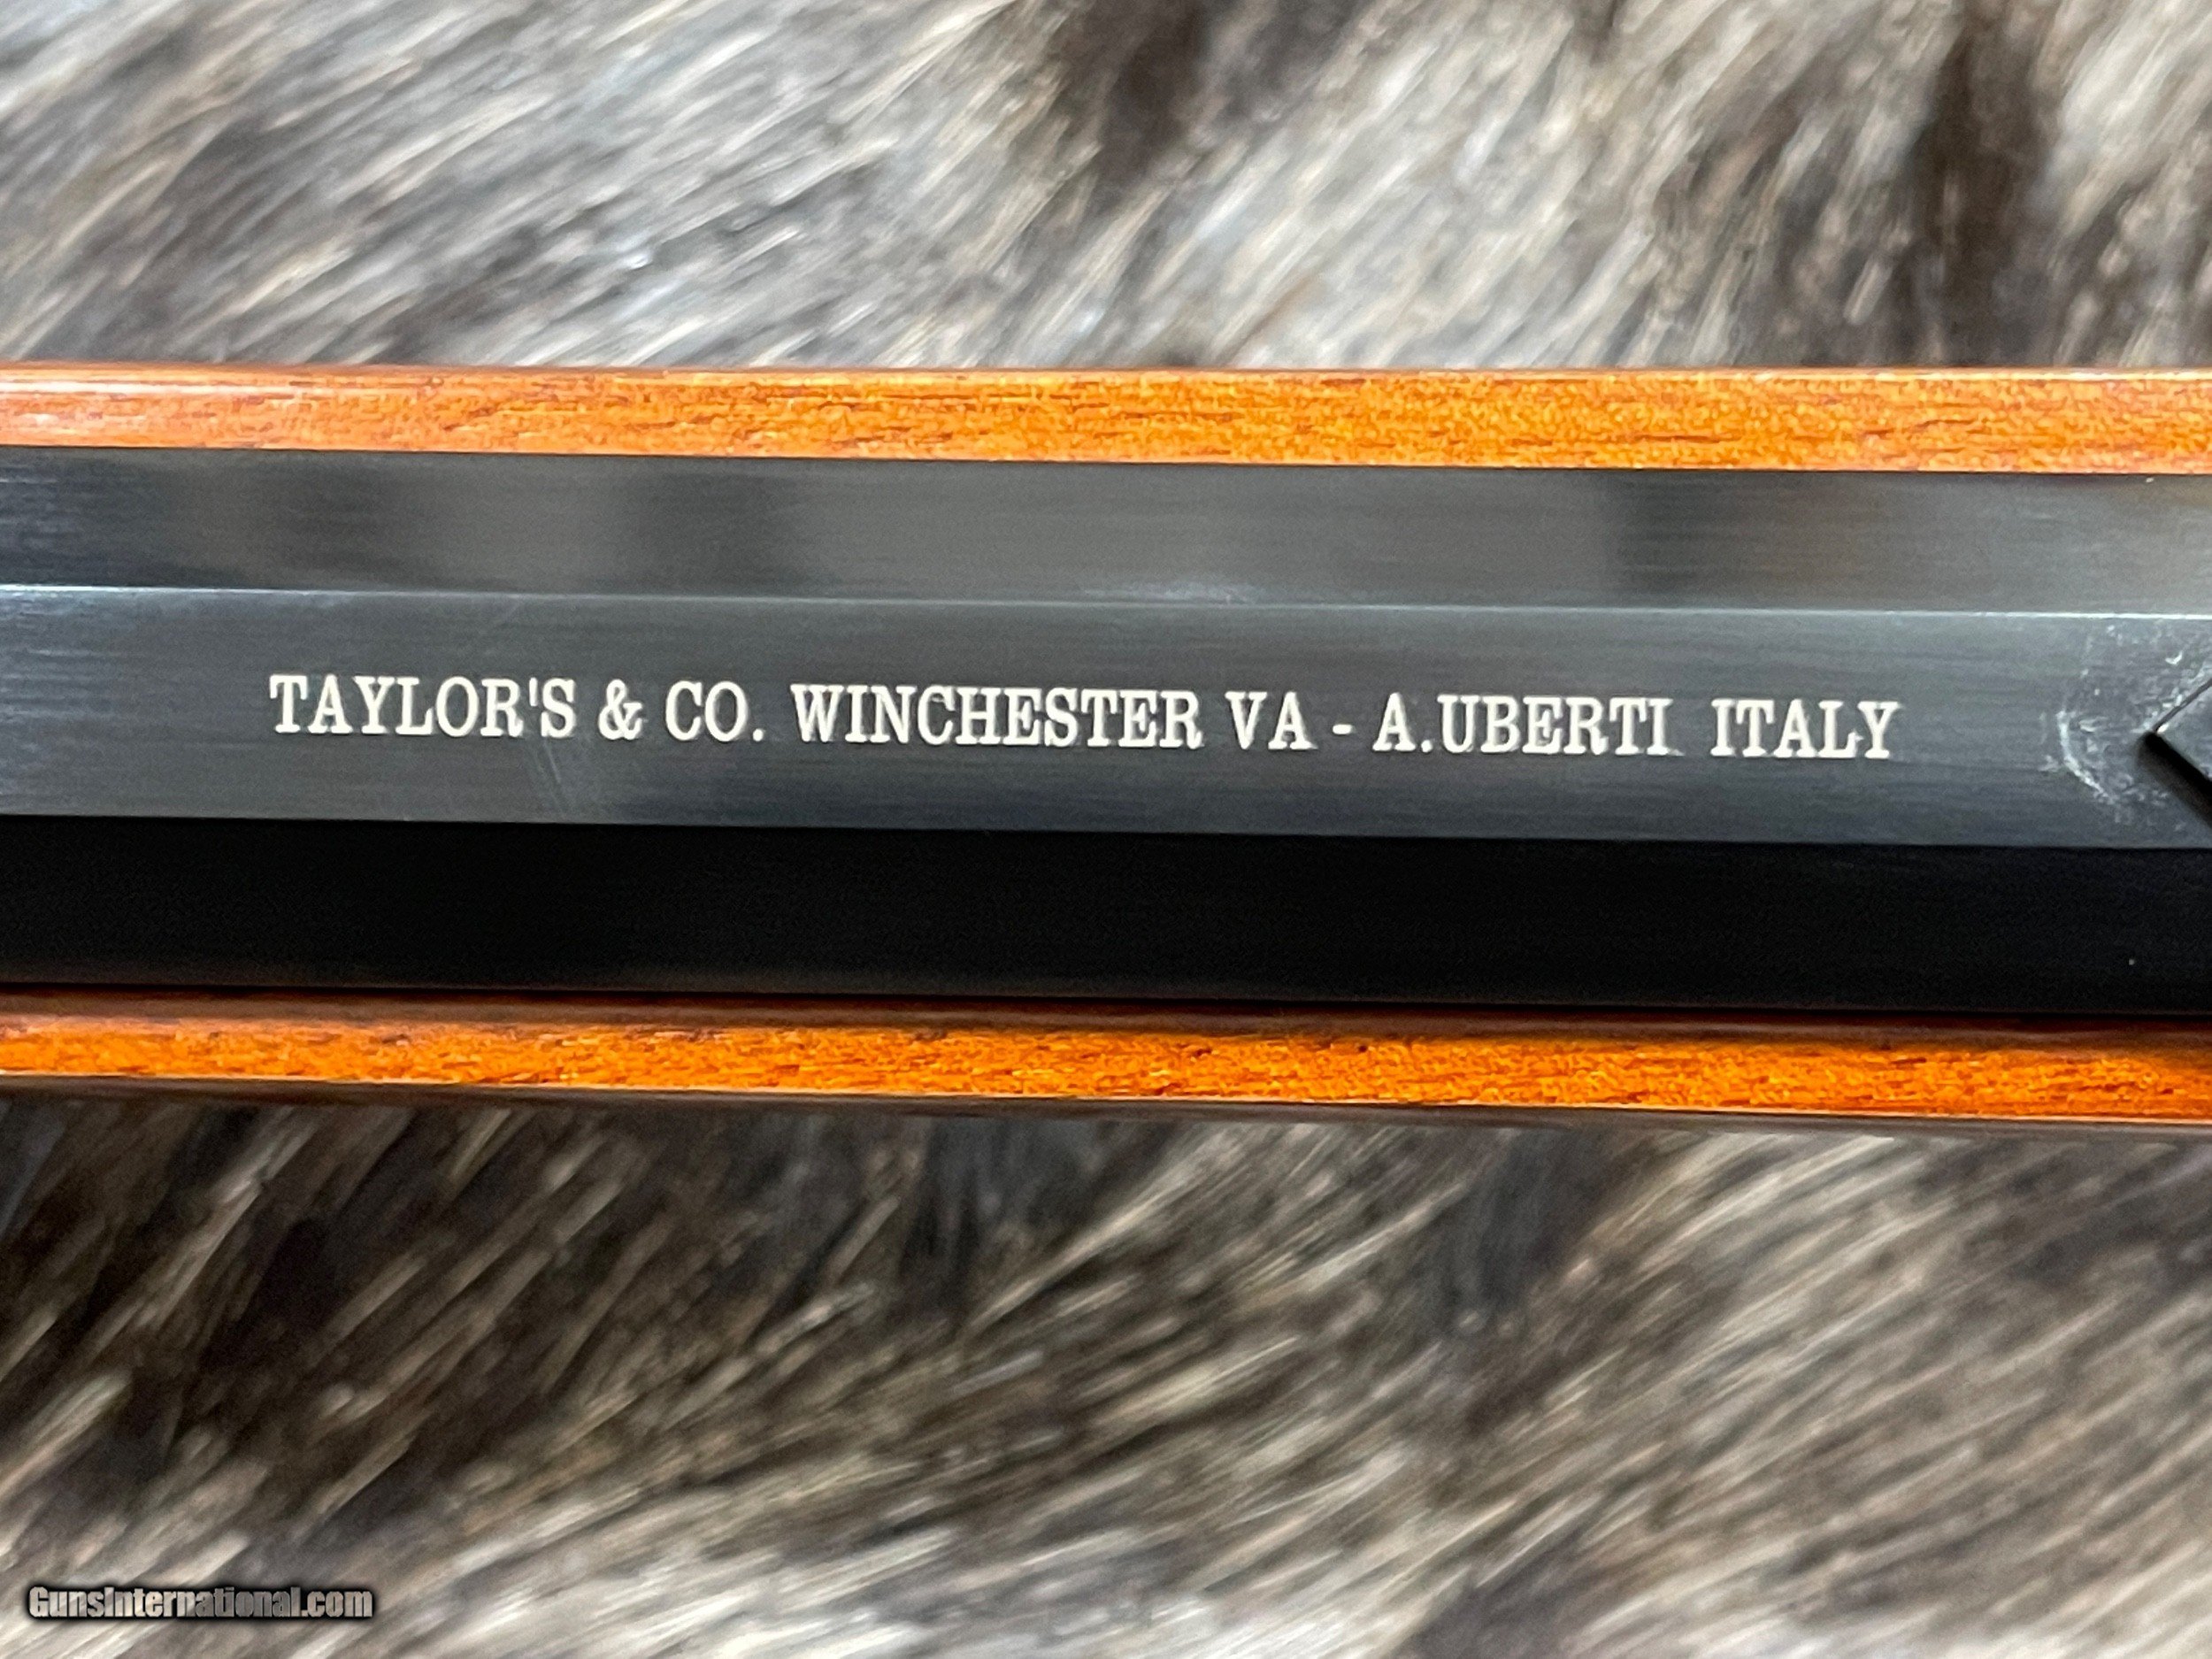 TAYLOR'S & CO. WINCHESTER VA - A.UBERTI ITALY
GunsInternational.com